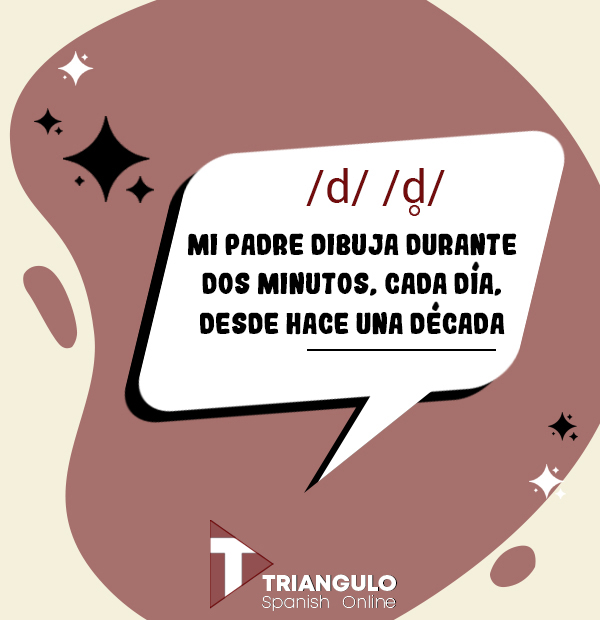 /d/ /d̥/
MI PADRE DIBUJA DURANTE
DOS MINUTOS, CADA DÍA,
DESDE HACE UNA DÉCADA
T
TRIANGULO
Spanish Online